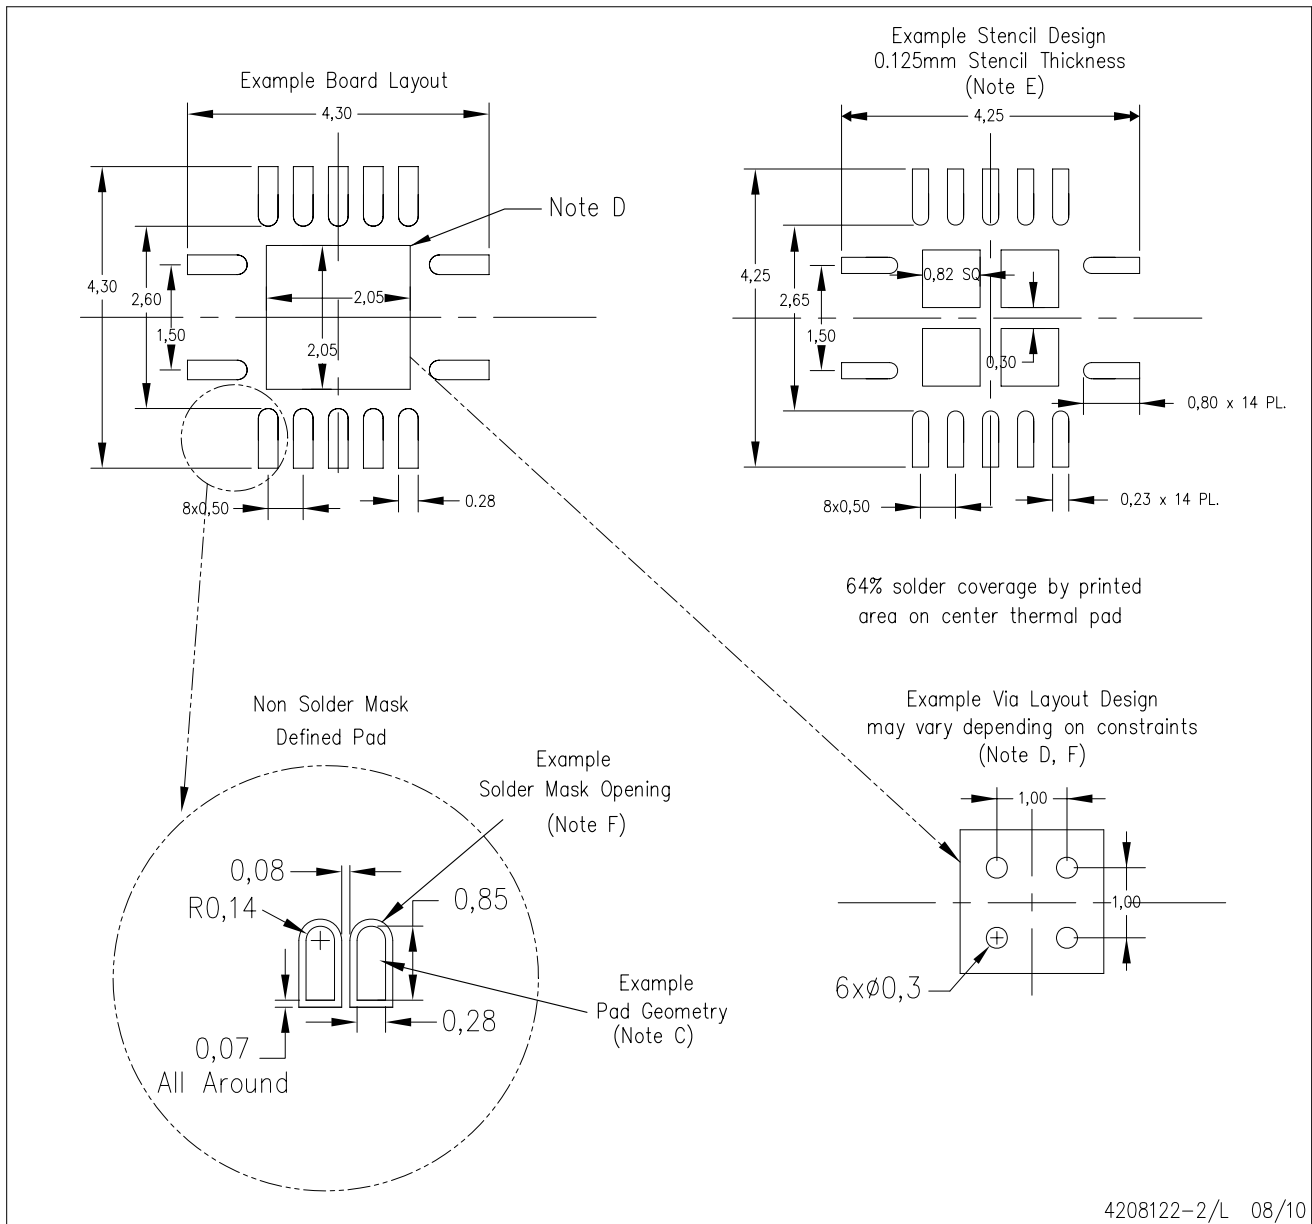 Example Board Layout
4,30
Note D
4,30
2,60
1,50
2,05
2,05
8x0,50
0.28
Example Stencil Design
0.125mm Stencil Thickness
(Note E)
4,25
4,25
2,65
1,50
0,82 SQ
0,30
0,80 x 14 PL.
8x0,50
0,23 x 14 PL.
64% solder coverage by printed
area on center thermal pad
Non Solder Mask
Defined Pad
Example
Solder Mask Opening
(Note F)
0,08
R0,14
0,85
0,28
0,07
All Around
Example
Pad Geometry
(Note C)
Example Via Layout Design
may vary depending on constraints
(Note D, F)
1,00
1,00
6xø0,3
4208122-2/L 08/10